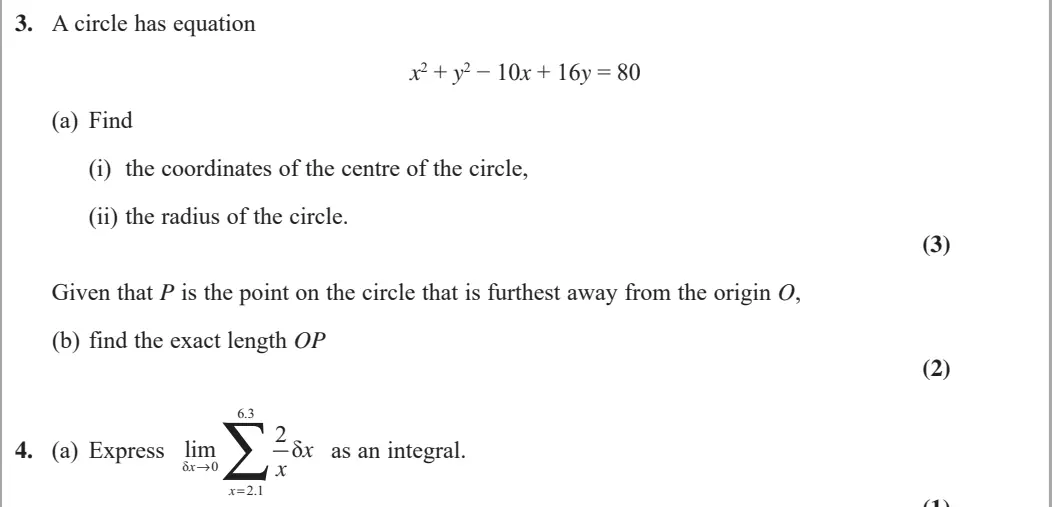 3. A circle has equation
x² + y² − 10x + 16y = 80
(a) Find
(i) the coordinates of the centre of the circle,
(ii) the radius of the circle.
(3)
Given that P is the point on the circle that is furthest away from the origin O,
(b) find the exact length OP
(2)
4. (a) Express lim δx→0 ∑ x=2.1 6.3 2/x δx as an integral.
(1)